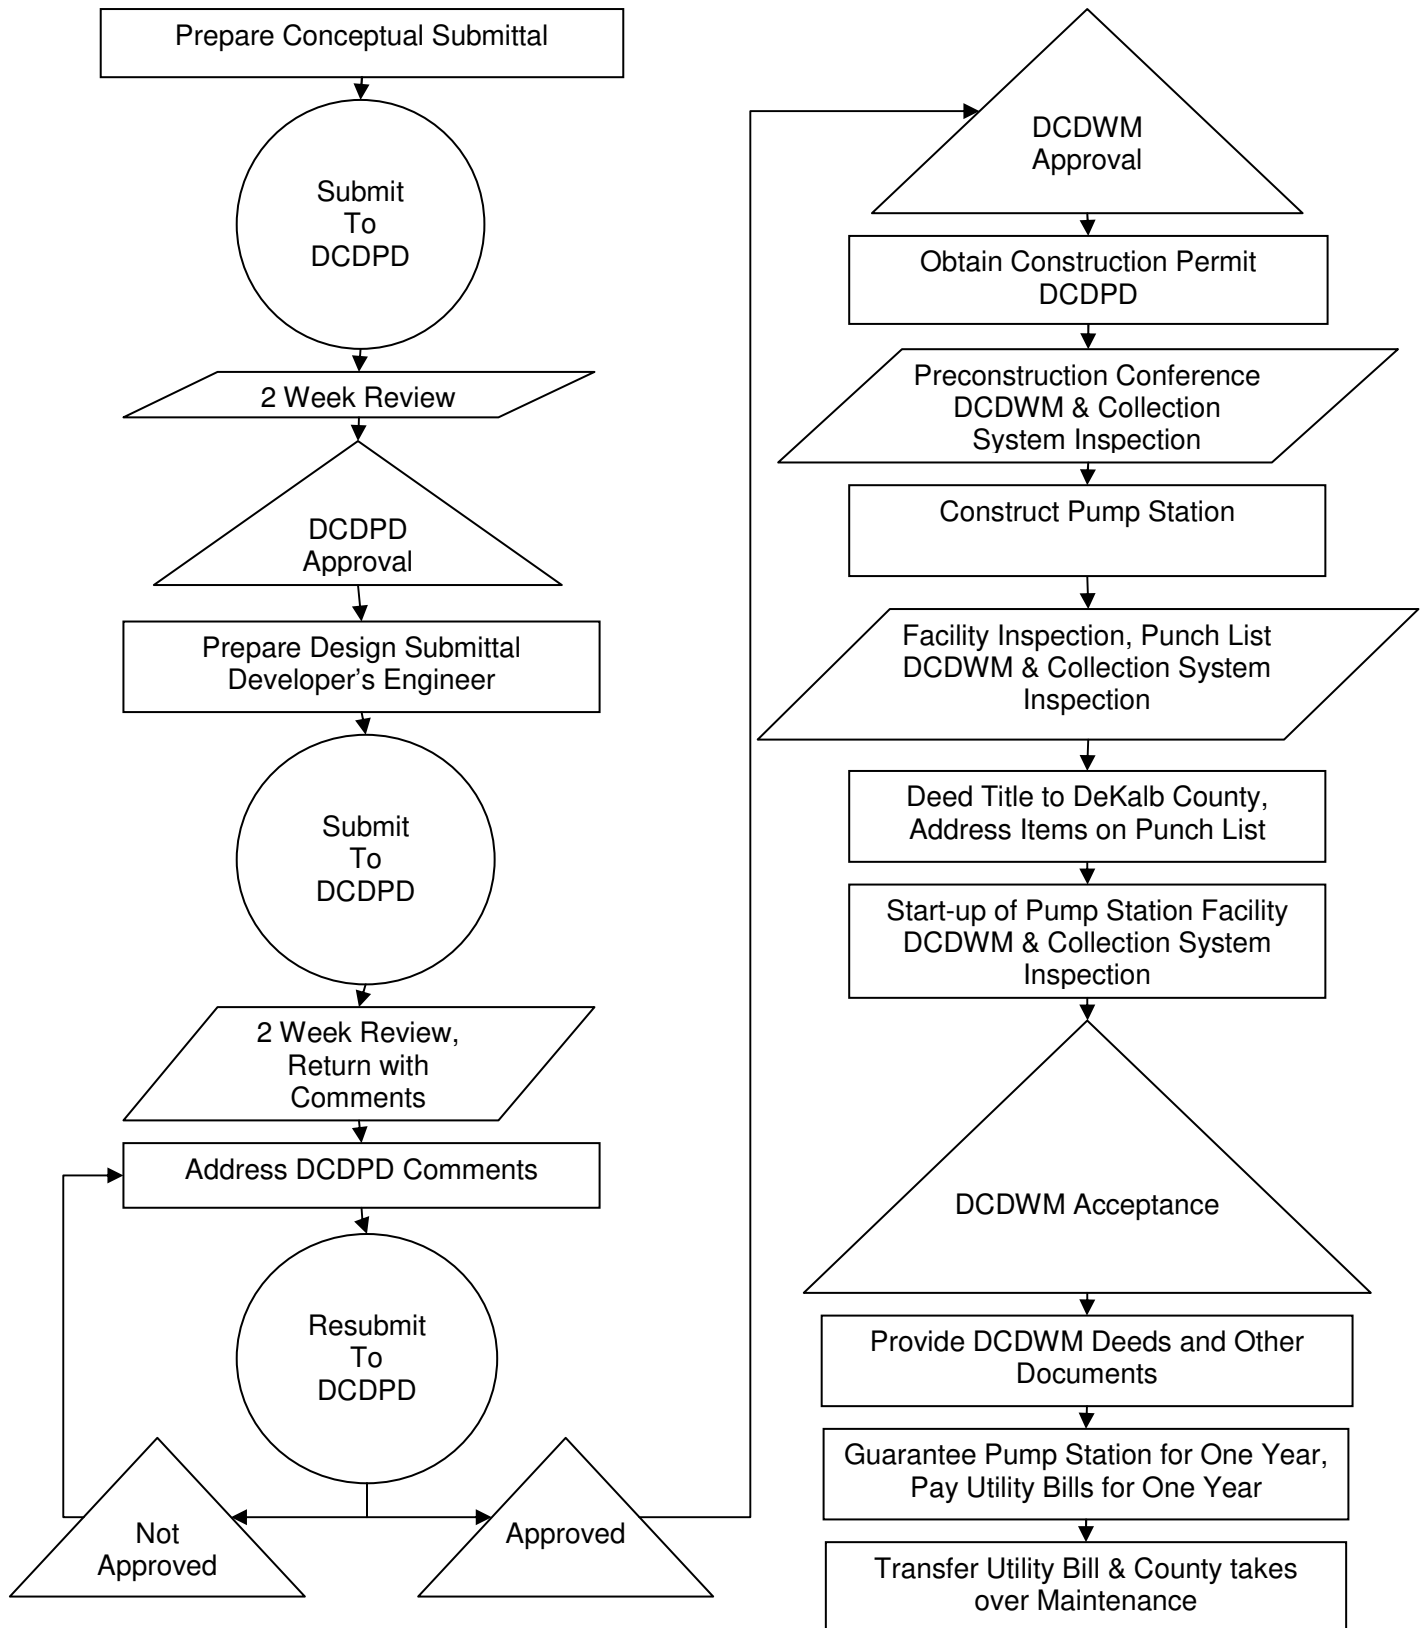 Prepare Conceptual Submittal
Submit
To
DCDPD
2 Week Review
DCDPD
Approval
Prepare Design Submittal
Developer’s Engineer
Submit
To
DCDPD
2 Week Review,
Return with
Comments
Address DCDPD Comments
Resubmit
To
DCDPD
Not
Approved
Approved
DCDWM
Approval
Obtain Construction Permit
DCDPD
Preconstruction Conference
DCDWM & Collection
System Inspection
Construct Pump Station
Facility Inspection, Punch List
DCDWM & Collection System
Inspection
Deed Title to DeKalb County,
Address Items on Punch List
Start-up of Pump Station Facility
DCDWM & Collection System
Inspection
DCDWM Acceptance
Provide DCDWM Deeds and Other
Documents
Guarantee Pump Station for One Year,
Pay Utility Bills for One Year
Transfer Utility Bill & County takes
over Maintenance